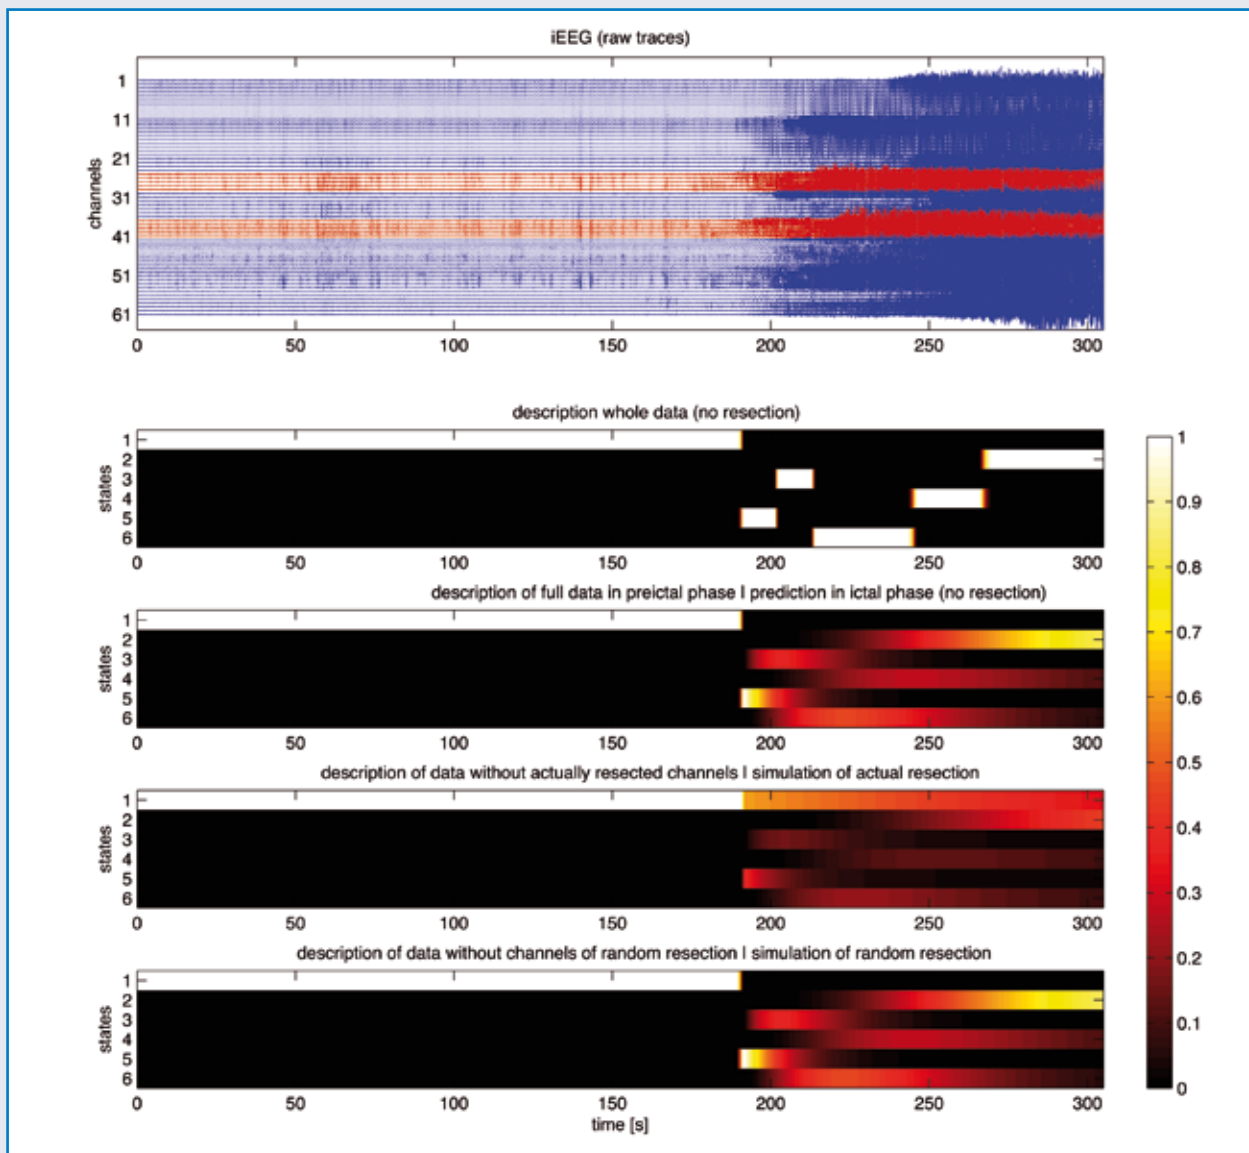 iEEG (raw traces)
channels
1
11
21
31
41
51
61
0 50 100 150 200 250 300
description whole data (no resection)
states
1
2
3
4
5
6
0 50 100 150 200 250 300
description of full data in preictal phase | prediction in ictal phase (no resection)
states
1
2
3
4
5
6
0 50 100 150 200 250 300
description of data without actually resected channels | simulation of actual resection
states
1
2
3
4
5
6
0 50 100 150 200 250 300
description of data without channels of random resection | simulation of random resection
states
1
2
3
4
5
6
0 50 100 150 200 250 300
time [s]
1
0.9
0.8
0.7
0.6
0.5
0.4
0.3
0.2
0.1
0